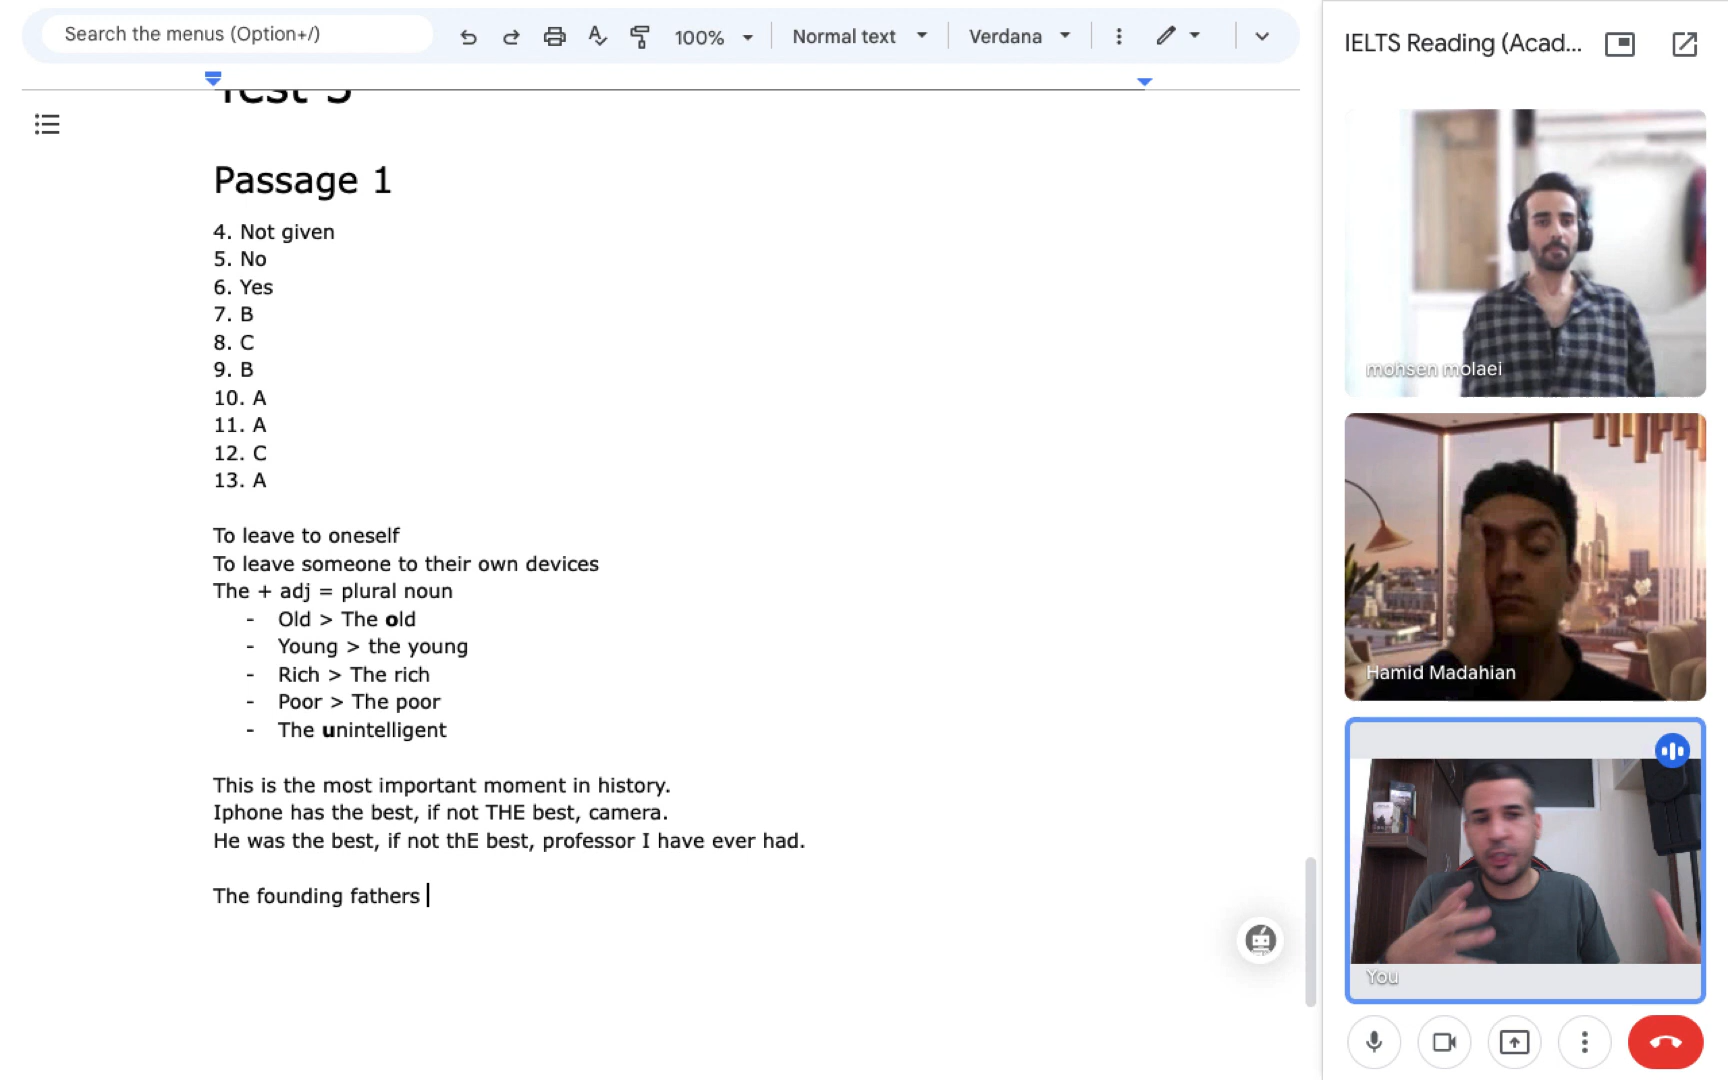 Search the menus (Option+/)
100%
Normal text
Verdana
IELTS Reading (Acad...
Test 5
Passage 1
4. Not given
5. No
6. Yes
7. B
8. C
9. B
10. A
11. A
12. C
13. A
To leave to oneself
To leave someone to their own devices
The + adj = plural noun
- Old > The old
- Young > the young
- Rich > The rich
- Poor > The poor
- The unintelligent
This is the most important moment in history.
Iphone has the best, if not THE best, camera.
He was the best, if not thE best, professor I have ever had.
The founding fathers
mohsen molaei
Hamid Madahian
You